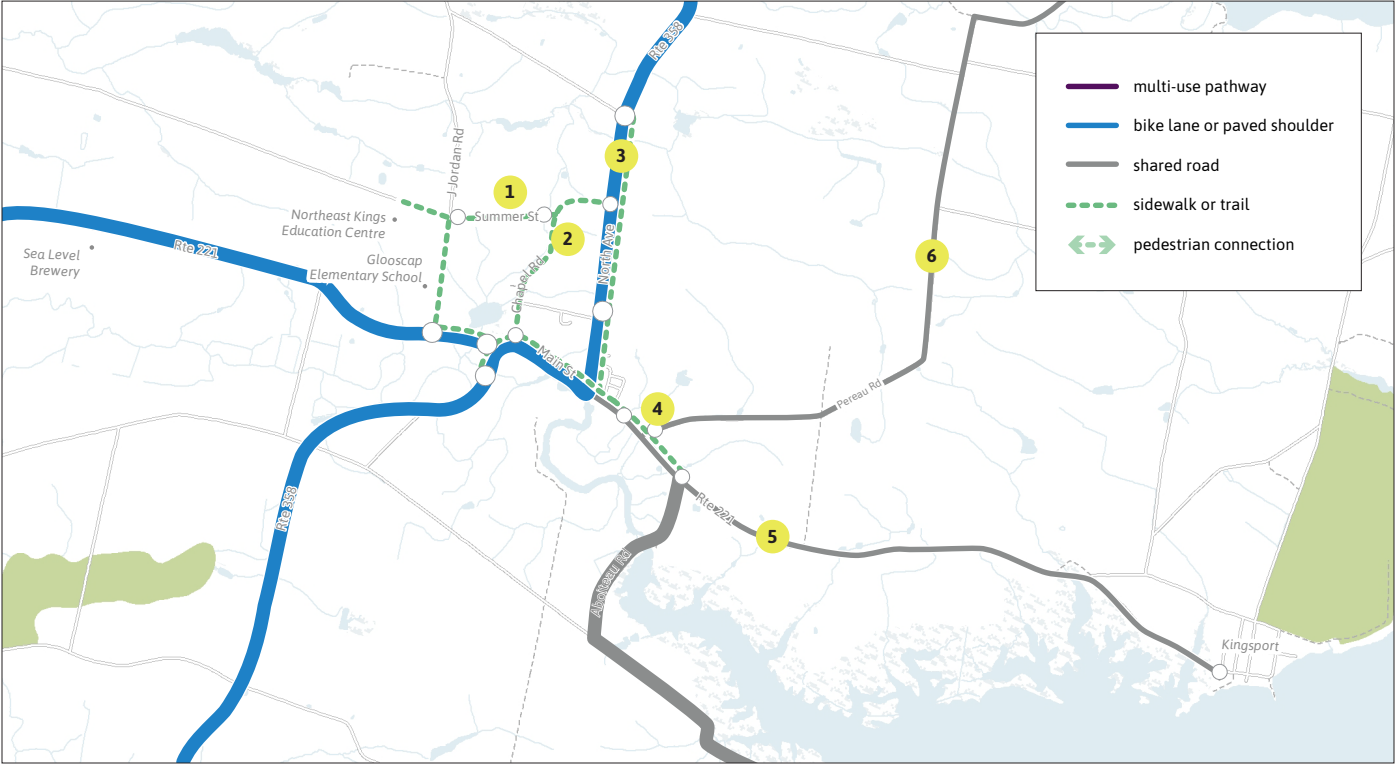 Rte 358
multi-use pathway
bike lane or paved shoulder
shared road
sidewalk or trail
pedestrian connection
J Jordan Rd
3
1
Northeast Kings
Education Centre
Summer St
2
Sea Level
Brewery
Rte 221
Glooscap
Elementary School
Chapel Rd
North Ave
6
Main St
Pereau Rd
4
Rte 358
Rte 221
5
Aboiteau Rd
Kingsport